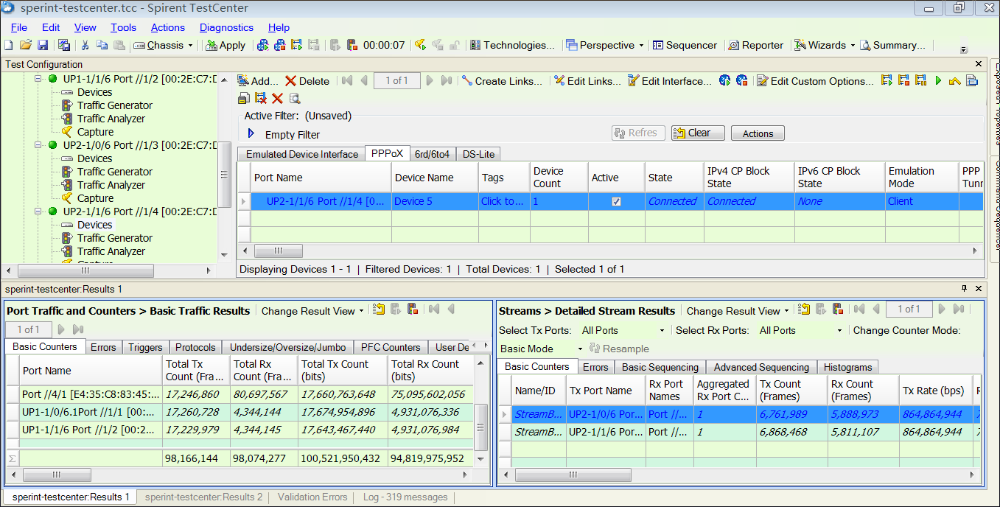 sperint-testcenter.tcc - Spirent TestCenter
File Edit View Tools Actions Diagnostics Help
Chassis Apply 00:00:07 Technologies... Perspective Sequencer Reporter Wizards Summary...
Test Configuration
UP1-1/1/6 Port //1/2 [00:2E:C7:D
Devices
Traffic Generator
Traffic Analyzer
Capture
UP2-1/0/6 Port //1/3 [00:2E:C7:D
Devices
Traffic Generator
Traffic Analyzer
Capture
UP2-1/1/6 Port //1/4 [00:2E:C7:D
Devices
Traffic Generator
Traffic Analyzer
Add... Delete 1 of 1 Create Links... Edit Links... Edit Interface... Edit Custom Options...
Active Filter: (Unsaved)
Empty Filter Refres Clear Actions
Emulated Device Interface PPPoX 6rd/6to4 DS-Lite
Port Name Device Name Tags Device Count Active State IPv4 CP Block State IPv6 CP Block State Emulation Mode PPP Tunr
UP2-1/1/6 Port //1/4 [0... Device 5 Click to... 1 Connected Connected None Client
Displaying Devices 1 - 1 | Filtered Devices: 1 | Total Devices: 1 | Selected 1 of 1
sperint-testcenter:Results 1
Port Traffic and Counters > Basic Traffic Results Change Result View
1 of 1
Basic Counters Errors Triggers Protocols Undersize/Oversize/Jumbo PFC Counters User De
Port Name Total Tx Count (Fra... Total Rx Count (Fra... Total Tx Count (bits) Total Rx Count (bits)
Port //4/1 [E4:35:C8:83:45:... 17,246,860 80,697,567 17,660,763,648 75,095,602,056
UP1-1/0/6.1Port //1/1 [00:... 17,260,728 4,344,144 17,674,954,896 4,931,076,336
UP1-1/1/6 Port //1/2 [00:2... 17,229,979 4,344,145 17,643,467,440 4,931,076,984
Σ 98,166,144 98,074,277 100,521,950,432 94,819,975,952
Streams > Detailed Stream Results Change Result View 1 of 1
Select Tx Ports: All Ports Select Rx Ports: All Ports Change Counter Mode:
Basic Mode Resample
Basic Counters Errors Basic Sequencing Advanced Sequencing Histograms
Name/ID Tx Port Name Rx Port Names Aggregated Rx Port C... Tx Count (Frames) Rx Count (Frames) Tx Rate (bps)
StreamB... UP2-1/0/6 Por... Port //... 1 6,761,989 5,888,973 864,864,944
StreamB... UP2-1/1/6 Por... Port //... 1 6,868,468 5,811,107 864,864,944
sperint-testcenter:Results 1 sperint-testcenter:Results 2 Validation Errors Log - 319 messages